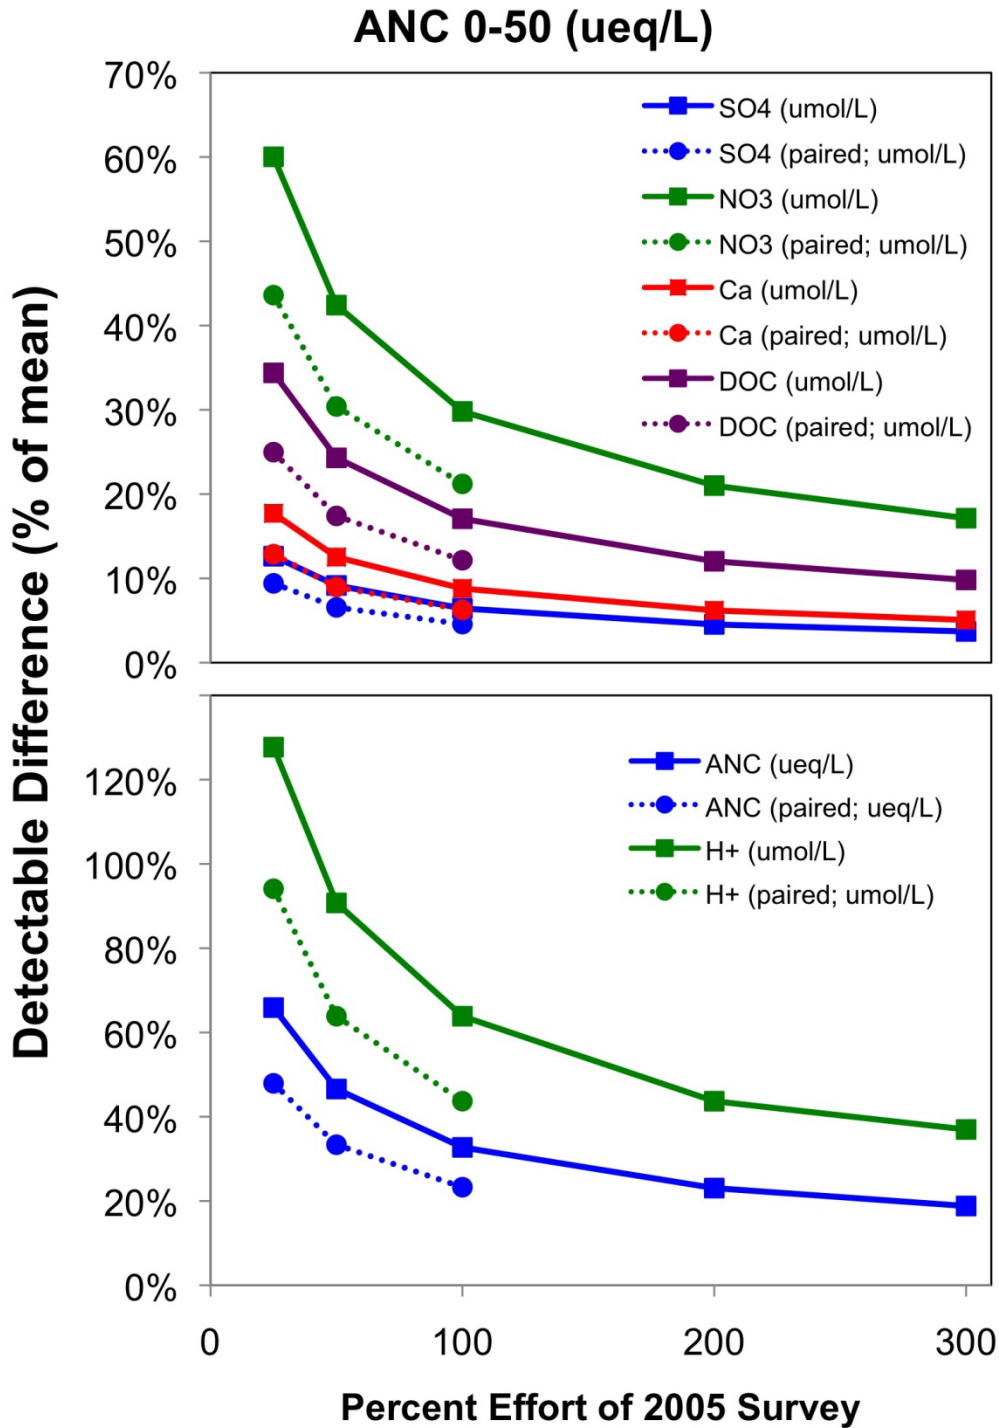 ANC 0-50 (ueq/L)
Detectable Difference (% of mean)
70%
60%
50%
40%
30%
20%
10%
0%
SO4 (umol/L)
SO4 (paired; umol/L)
NO3 (umol/L)
NO3 (paired; umol/L)
Ca (umol/L)
Ca (paired; umol/L)
DOC (umol/L)
DOC (paired; umol/L)
120%
100%
80%
60%
40%
20%
0%
ANC (ueq/L)
ANC (paired; ueq/L)
H+ (umol/L)
H+ (paired; umol/L)
0 100 200 300
Percent Effort of 2005 Survey